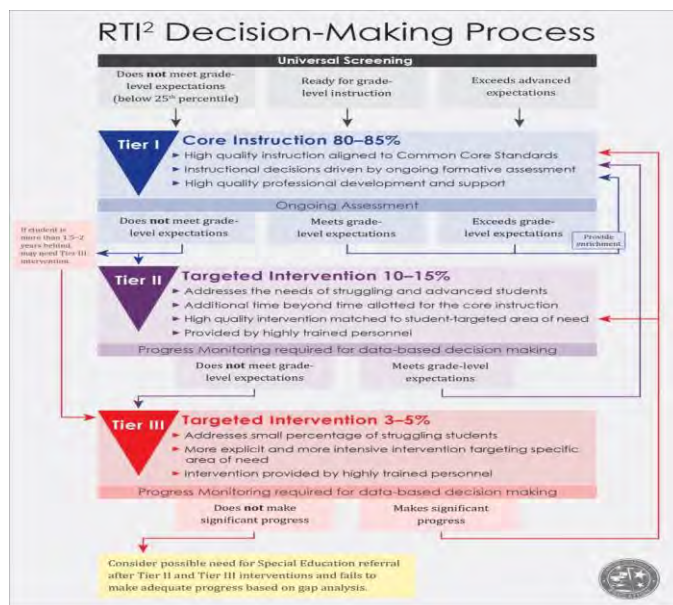 RTI² Decision-Making Process
Universal Screening
Does not meet grade-
level expectations
(below 25th percentile)
Ready for grade-
level instruction
Exceeds advanced
expectations
Tier I
Core Instruction 80–85%
► High quality instruction aligned to Common Core Standards
► Instructional decisions driven by ongoing formative assessment
► High quality professional development and support
Ongoing Assessment
If student is
more than 1.5–2
years behind
may need Tier III
intervention.
Does not meet grade-
level expectations
Meets grade-
level expectations
Exceeds grade-
level expectations
Provide
enrichment
Tier II
Targeted Intervention 10–15%
► Addresses the needs of struggling and advanced students
► Additional time beyond time allotted for the core instruction
► High quality intervention matched to student-targeted area of need
► Provided by highly trained personnel
Progress Monitoring required for data-based decision making
Does not meet grade-
level expectations
Meets grade-level
expectations
Tier III
Targeted Intervention 3–5%
► Addresses small percentage of struggling students
► More explicit and more intensive intervention targeting specific
area of need
► Intervention provided by highly trained personnel
Progress Monitoring required for data-based decision making
Does not make
significant progress
Makes significant
progress
Consider possible need for Special Education referral
after Tier II and Tier III interventions and fails to
make adequate progress based on gap analysis.